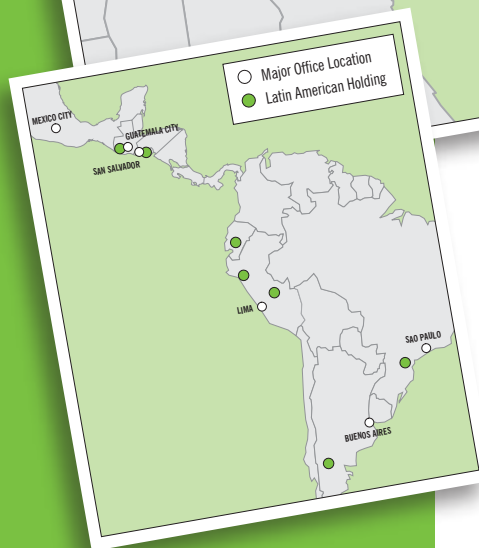 Major Office Location
Latin American Holding
MEXICO CITY
GUATEMALA CITY
SAN SALVADOR
LIMA
SAO PAULO
BUENOS AIRES